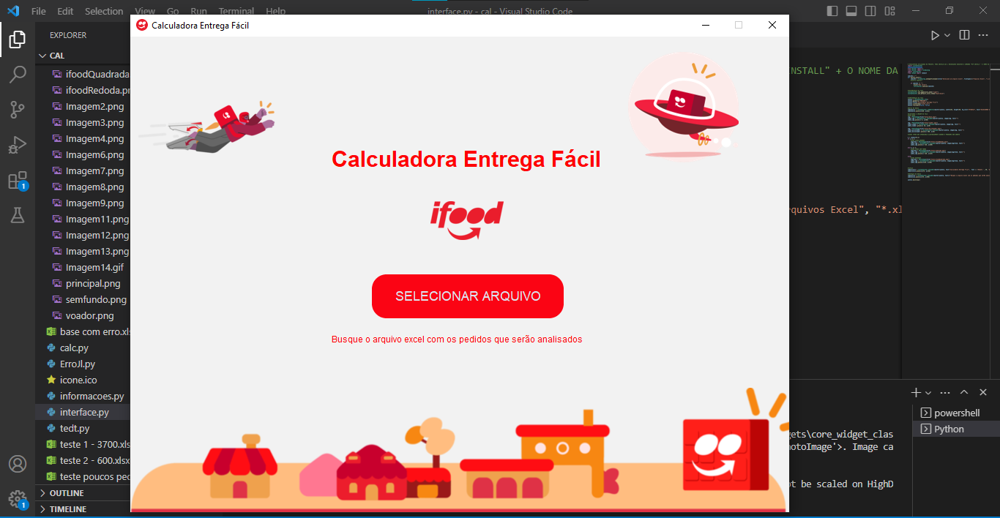 File Edit Selection View Go Run Terminal Help
interface.py - cal - Visual Studio Code
EXPLORER
CAL
ifoodQuadrada
ifoodRedoda.pn
Imagem2.png
Imagem3.png
Imagem4.png
Imagem6.png
Imagem7.png
Imagem8.png
Imagem9.png
Imagem11.png
Imagem12.png
Imagem13.png
Imagem14.gif
principal.png
semfundo.png
voador.png
base com erro.xls
calc.py
ErroJl.py
icone.ico
informacoes.py
interface.py
tedt.py
teste 1 - 3700.xls
teste 2 - 600.xlsx
teste poucos ped
OUTLINE
TIMELINE
1
1
Calculadora Entrega Fácil
Calculadora Entrega Fácil
ifood
SELECIONAR ARQUIVO
Busque o arquivo excel com os pedidos que serão analisados
NSTALL" + O NOME DA
rquivos Excel", "*.xl
powershell
Python
gets\core_widget_clas
hotoImage'>. Image ca
ot be scaled on HighD